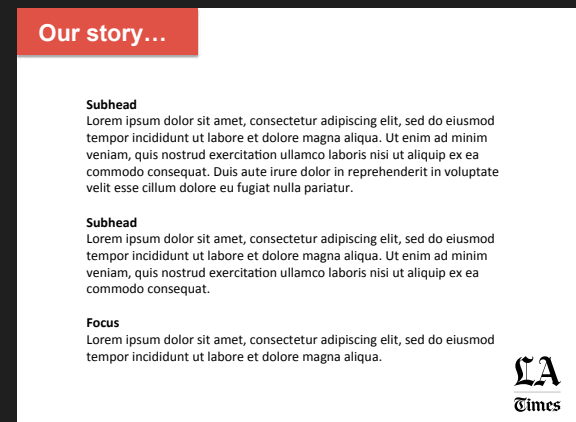 Our story…
Subhead
Lorem ipsum dolor sit amet, consectetur adipiscing elit, sed do eiusmod
tempor incididunt ut labore et dolore magna aliqua. Ut enim ad minim
veniam, quis nostrud exercitation ullamco laboris nisi ut aliquip ex ea
commodo consequat. Duis aute irure dolor in reprehenderit in voluptate
velit esse cillum dolore eu fugiat nulla pariatur.
Subhead
Lorem ipsum dolor sit amet, consectetur adipiscing elit, sed do eiusmod
tempor incididunt ut labore et dolore magna aliqua. Ut enim ad minim
veniam, quis nostrud exercitation ullamco laboris nisi ut aliquip ex ea
commodo consequat.
Focus
Lorem ipsum dolor sit amet, consectetur adipiscing elit, sed do eiusmod
tempor incididunt ut labore et dolore magna aliqua.
LA
Times